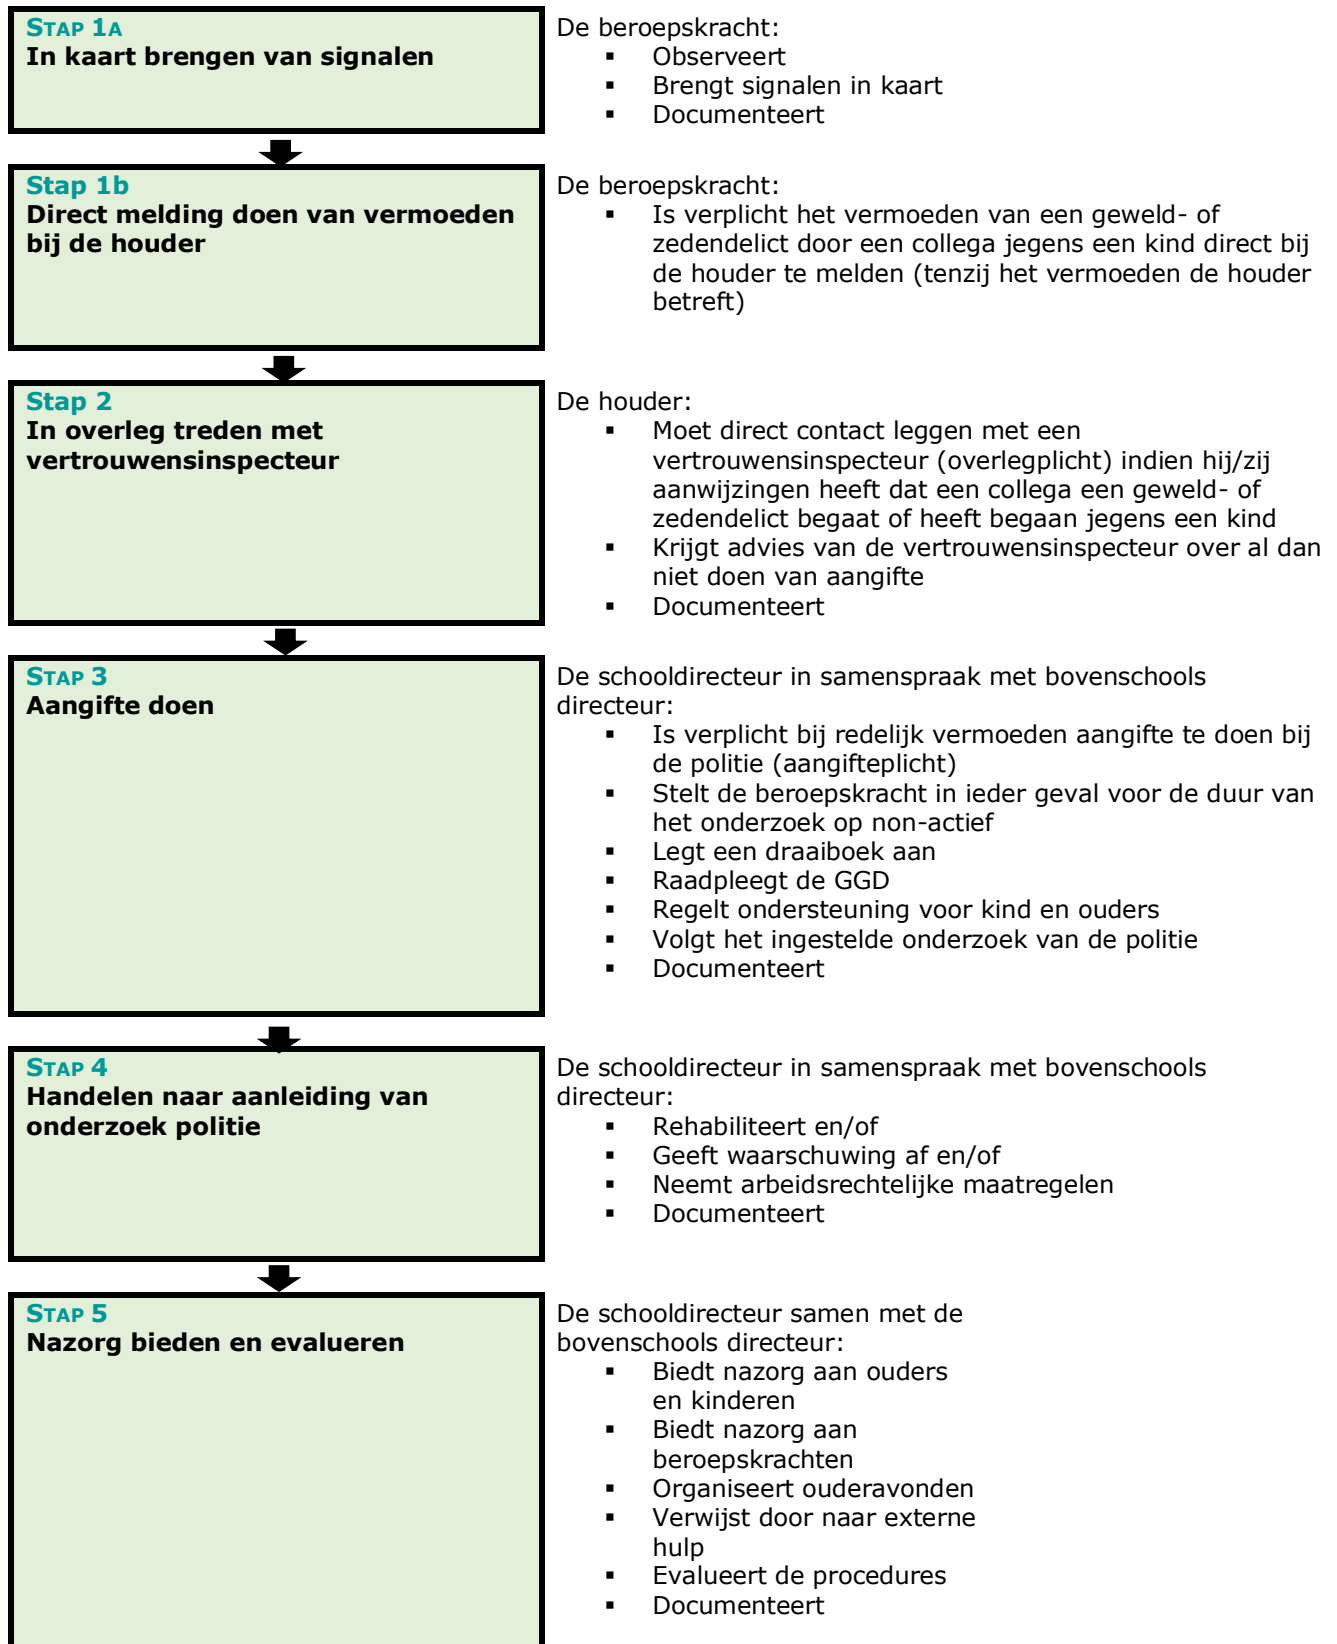 STAP 1A
In kaart brengen van signalen
De beroepskracht:
▪ Observeert
▪ Brengt signalen in kaart
▪ Documenteert
Stap 1b
Direct melding doen van vermoeden
bij de houder
De beroepskracht:
▪ Is verplicht het vermoeden van een geweld- of
zedendelict door een collega jegens een kind direct bij
de houder te melden (tenzij het vermoeden de houder
betreft)
Stap 2
In overleg treden met
vertrouwensinspecteur
De houder:
▪ Moet direct contact leggen met een
vertrouwensinspecteur (overlegplicht) indien hij/zij
aanwijzingen heeft dat een collega een geweld- of
zedendelict begaat of heeft begaan jegens een kind
▪ Krijgt advies van de vertrouwensinspecteur over al dan
niet doen van aangifte
▪ Documenteert
STAP 3
Aangifte doen
De schooldirecteur in samenspraak met bovenschools
directeur:
▪ Is verplicht bij redelijk vermoeden aangifte te doen bij
de politie (aangifteplicht)
▪ Stelt de beroepskracht in ieder geval voor de duur van
het onderzoek op non-actief
▪ Legt een draaiboek aan
▪ Raadpleegt de GGD
▪ Regelt ondersteuning voor kind en ouders
▪ Volgt het ingestelde onderzoek van de politie
▪ Documenteert
STAP 4
Handelen naar aanleiding van
onderzoek politie
De schooldirecteur in samenspraak met bovenschools
directeur:
▪ Rehabiliteert en/of
▪ Geeft waarschuwing af en/of
▪ Neemt arbeidsrechtelijke maatregelen
▪ Documenteert
STAP 5
Nazorg bieden en evalueren
De schooldirecteur samen met de
bovenschools directeur:
▪ Biedt nazorg aan ouders
en kinderen
▪ Biedt nazorg aan
beroepskrachten
▪ Organiseert ouderavonden
▪ Verwijst door naar externe
hulp
▪ Evalueert de procedures
▪ Documenteert